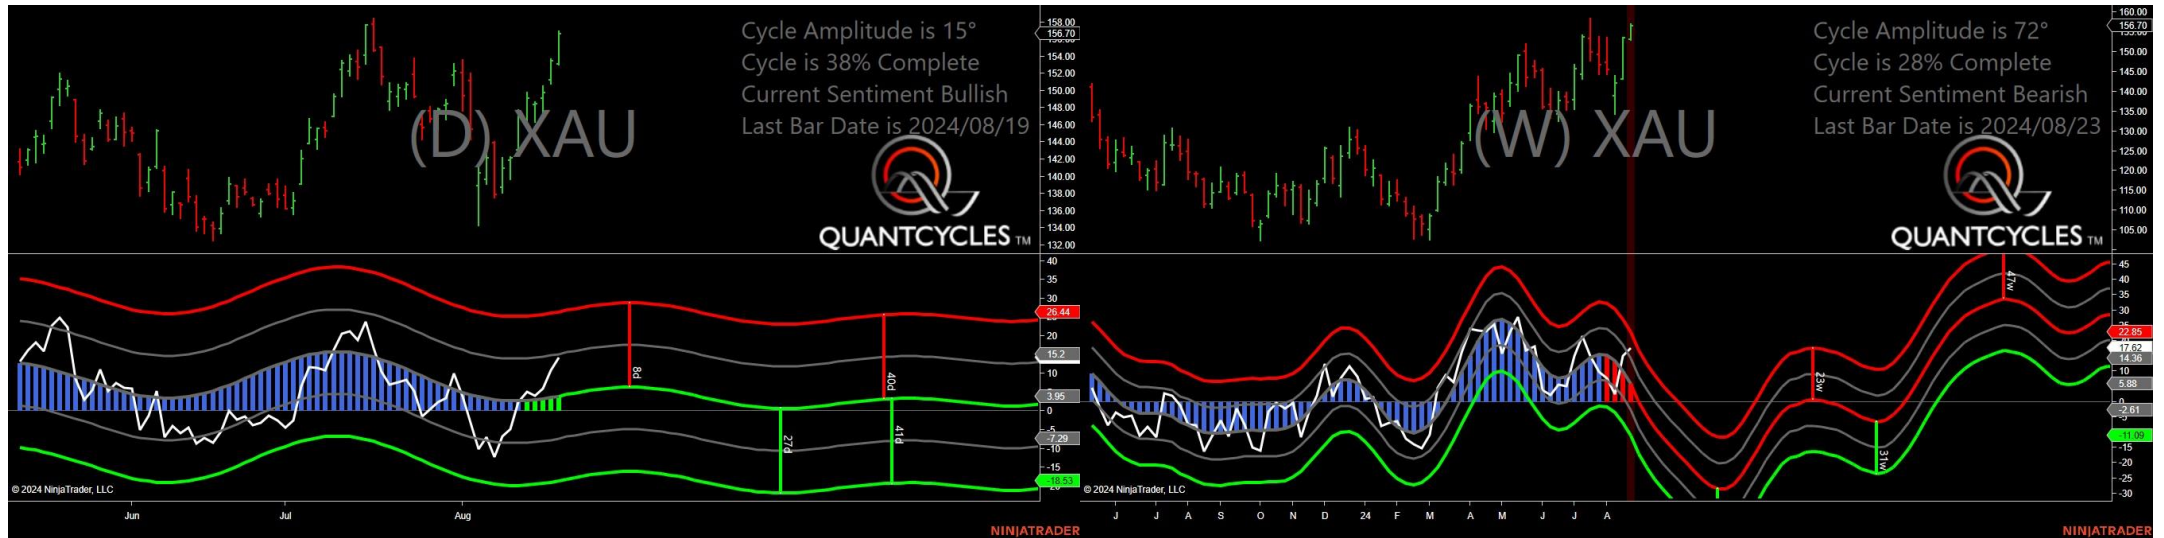 Cycle Amplitude is 15°
Cycle is 38% Complete
Current Sentiment Bullish
Last Bar Date is 2024/08/19
(D) XAU
QUANTCYCLES TM
158.00
156.70
154.00
152.00
150.00
148.00
146.00
144.00
142.00
140.00
138.00
136.00
134.00
132.00
40
35
30
26.44
20
15.2
10
3.95
0
-5
-7.29
-10
-15
-18.53
8d
27d
40d
41d
© 2024 NinjaTrader, LLC
Jun Jul Aug
NINJATRADER
Cycle Amplitude is 72°
Cycle is 28% Complete
Current Sentiment Bearish
Last Bar Date is 2024/08/23
(W) XAU
QUANTCYCLES TM
160.00
156.70
150.00
145.00
140.00
135.00
130.00
125.00
120.00
115.00
110.00
105.00
45
40
35
30
22.85
17.62
14.36
5.88
0
-2.61
-11.09
-15
-20
-25
-30
23w
31w
47w
© 2024 NinjaTrader, LLC
J J A S O N D 24 F M A M J J A
NINJATRADER